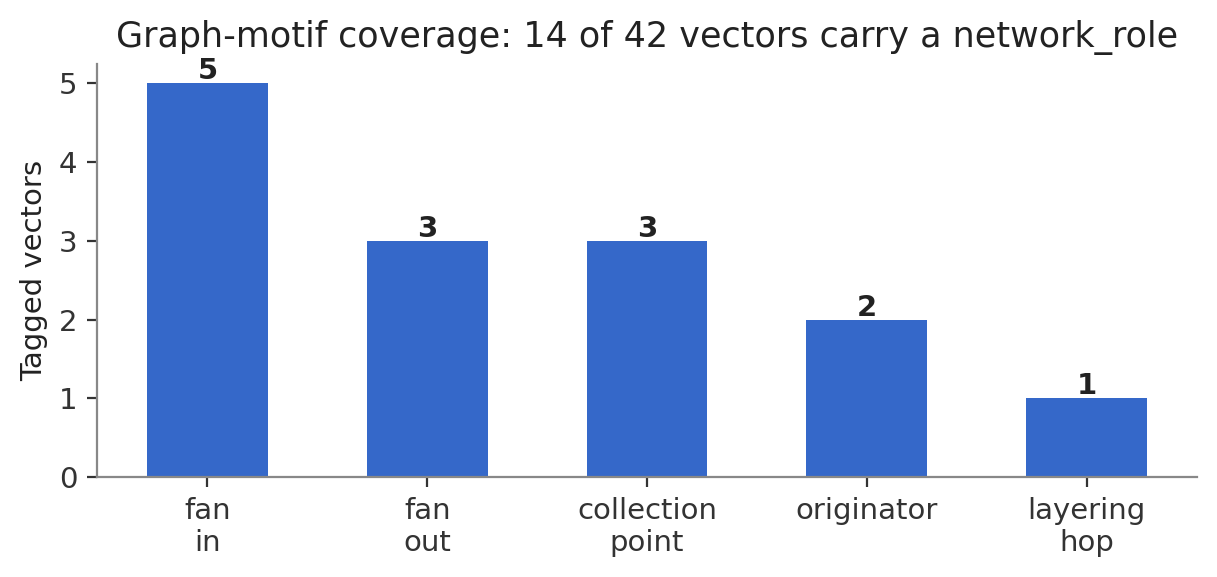 Graph-motif coverage: 14 of 42 vectors carry a network_role
Tagged vectors
5
4
3
2
1
0
5
3
3
2
1
fan
in
fan
out
collection
point
originator
layering
hop